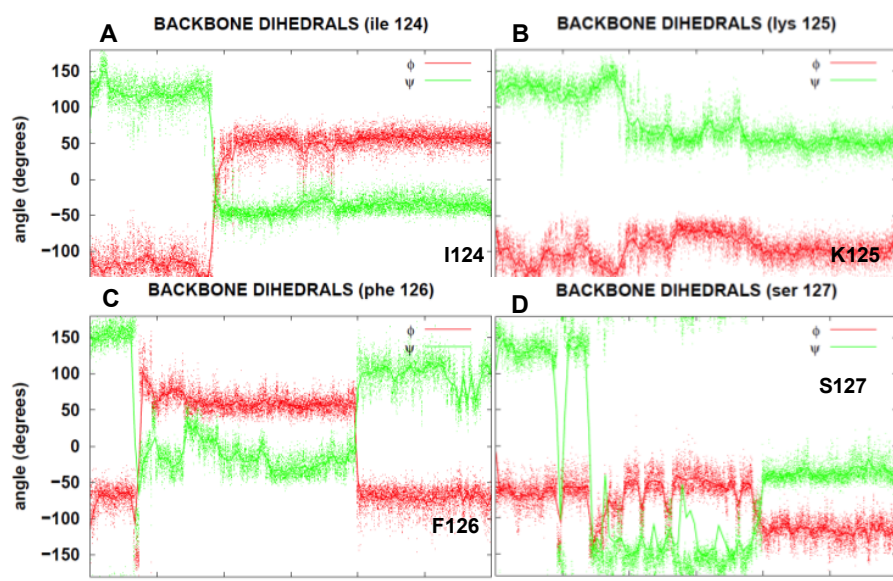 A
BACKBONE DIHEDRALS (ile 124)
150
100
50
0
−50
−100
angle (degrees)
ϕ
ψ
I124
B
BACKBONE DIHEDRALS (lys 125)
ϕ
ψ
K125
C
BACKBONE DIHEDRALS (phe 126)
150
100
50
0
−50
−100
−150
angle (degrees)
ϕ
ψ
F126
D
BACKBONE DIHEDRALS (ser 127)
ϕ
ψ
S127